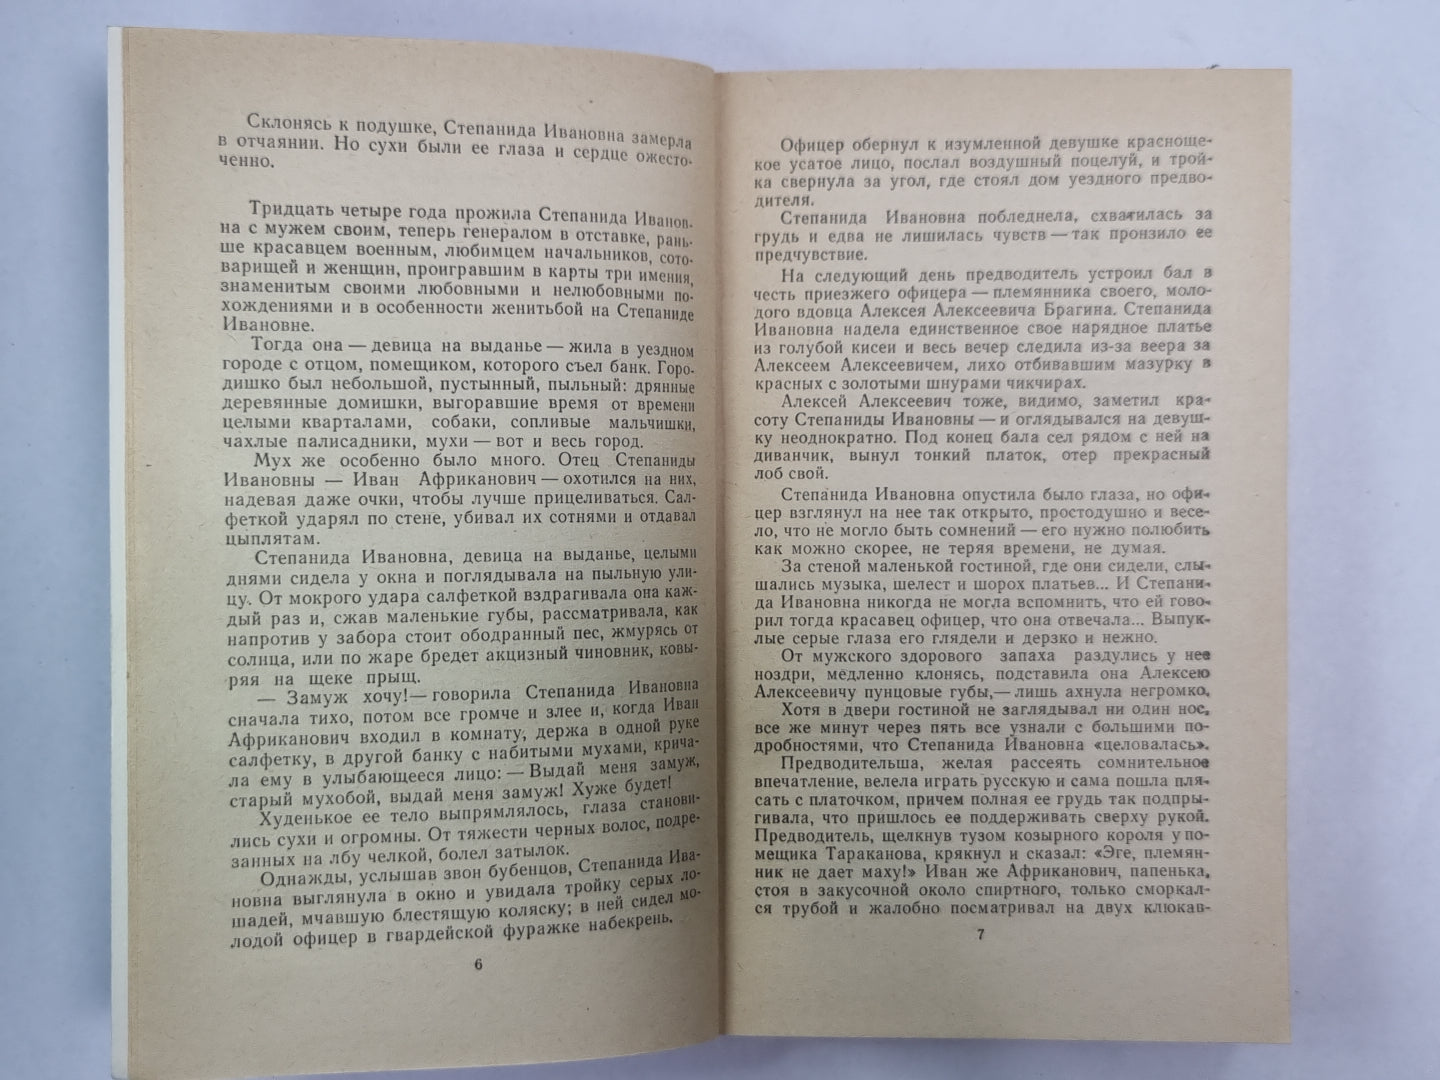 Склонясь к подушке, Степанида Ивановна замерла
в отчаянии. Но сухи были ее глаза и сердце ожесто-
ченно.
Тридцать четыре года прожила Степанида Иванов-
на с мужем своим, теперь генералом в отставке, рань-
ше красавцем военным, любимцем начальников, сото-
варищей и женщин, проигравшим в карты три имения,
знаменитым своими любовными и нелюбовными по-
хождениями и в особенности женитьбой на Степаниде
Ивановне.
Тогда она — девица на выданье — жила в уездном
городе с отцом, помещиком, которого съел банк. Горо-
дишко был небольшой, пустынный, пыльный: дрянные
деревянные домишки, выгоравшие время от времени
целыми кварталами, собаки, сопливые мальчишки,
чахлые палисадники, мухи — вот и весь город.
Мух же особенно было много. Отец Степаниды
Ивановны — Иван Африканович — охотился на них,
надевая даже очки, чтобы лучше прицеливаться. Сал-
феткой ударял по стене, убивал их сотнями и отдавал
цыплятам.
Степанида Ивановна, девица на выданье, целыми
днями сидела у окна и поглядывала на пыльную ули-
цу. От мокрого удара салфеткой вздрагивала она каж-
дый раз и, сжав маленькие губы, рассматривала, как
напротив у забора стоит ободранный пес, жмурясь от
солнца, или по жаре бредет акцизный чиновник, ковы-
ряя на щеке прыщ.
— Замуж хочу!— говорила Степанида Ивановна
сначала тихо, потом все громче и злее и, когда Иван
Африканович входил в комнату, держа в одной руке
салфетку, в другой банку с набитыми мухами, крича-
ла ему в улыбающееся лицо: — Выдай меня замуж,
старый мухобой, выдай меня замуж! Хуже будет!
Худенькое ее тело выпрямлялось, глаза станови-
лись сухи и огромны. От тяжести черных волос, подре-
занных на лбу челкой, болел затылок.
Однажды, услышав звон бубенцов, Степанида Ива-
новна выглянула в окно и увидала тройку серых ло-
шадей, мчавшую блестящую коляску; в ней сидел мо-
лодой офицер в гвардейской фуражке набекрень.
6
Офицер обернул к изумленной девушке краснощe-
кое усатое лицо, послал воздушный поцелуй, и трой-
ка свернула за угол, где стоял дом уездного предво-
дителя.
Степанида Ивановна побледнела, схватилась за
грудь и едва не лишилась чувств — так пронзило ее
предчувствие.
На следующий день предводитель устроил бал в
честь приезжего офицера — племянника своего, моло-
дого вдовца Алексея Алексеевича Брагина. Степанида
Ивановна надела единственное свое нарядное платье
из голубой кисеи и весь вечер следила из-за веера за
Алексеем Алексеевичем, лихо отбивавшим мазурку в
красных с золотыми шнурами чикчирах.
Алексей Алексеевич тоже, видимо, заметил кра-
соту Степаниды Ивановны — и оглядывался на девуш-
ку неоднократно. Под конец бала сел рядом с ней на
диванчик, вынул тонкий платок, отер прекрасный
лоб свой.
Степанида Ивановна опустила было глаза, но офи-
цер взглянул на нее так открыто, простодушно и весе-
ло, что не могло быть сомнений — его нужно полюбить
как можно скорее, не теряя времени, не думая.
За стеной маленькой гостиной, где они сидели, слы-
шались музыка, шелест и шорох платьев... И Степани-
да Ивановна никогда не могла вспомнить, что ей гово-
рил тогда красавец офицер, что она отвечала... Выпук-
лые серые глаза его глядели и дерзко и нежно.
От мужского здорового запаха раздулись у нее
ноздри, медленно клонясь, подставила она Алексею
Алексеевичу пунцовые губы,— лишь ахнула негромко.
Хотя в двери гостиной не заглядывал ни один нос,
все же минут через пять все узнали с большими по-
дробностями, что Степанида Ивановна «целовалась».
Предводительша, желая рассеять сомнительное
впечатление, велела играть русскую и сама пошла пля-
сать с платочком, причем полная ее грудь так подпры-
гивала, что пришлось ее поддерживать сверху рукой.
Предводитель, щелкнув тузом козырного короля у по-
мещика Тараканова, крякнул и сказал: «Эге, племян-
ник не дает маху!» Иван же Африканович, папенька,
стоя в закусочной около спиртного, только сморкал-
ся трубой и жалобно посматривал на двух клюкав-
7